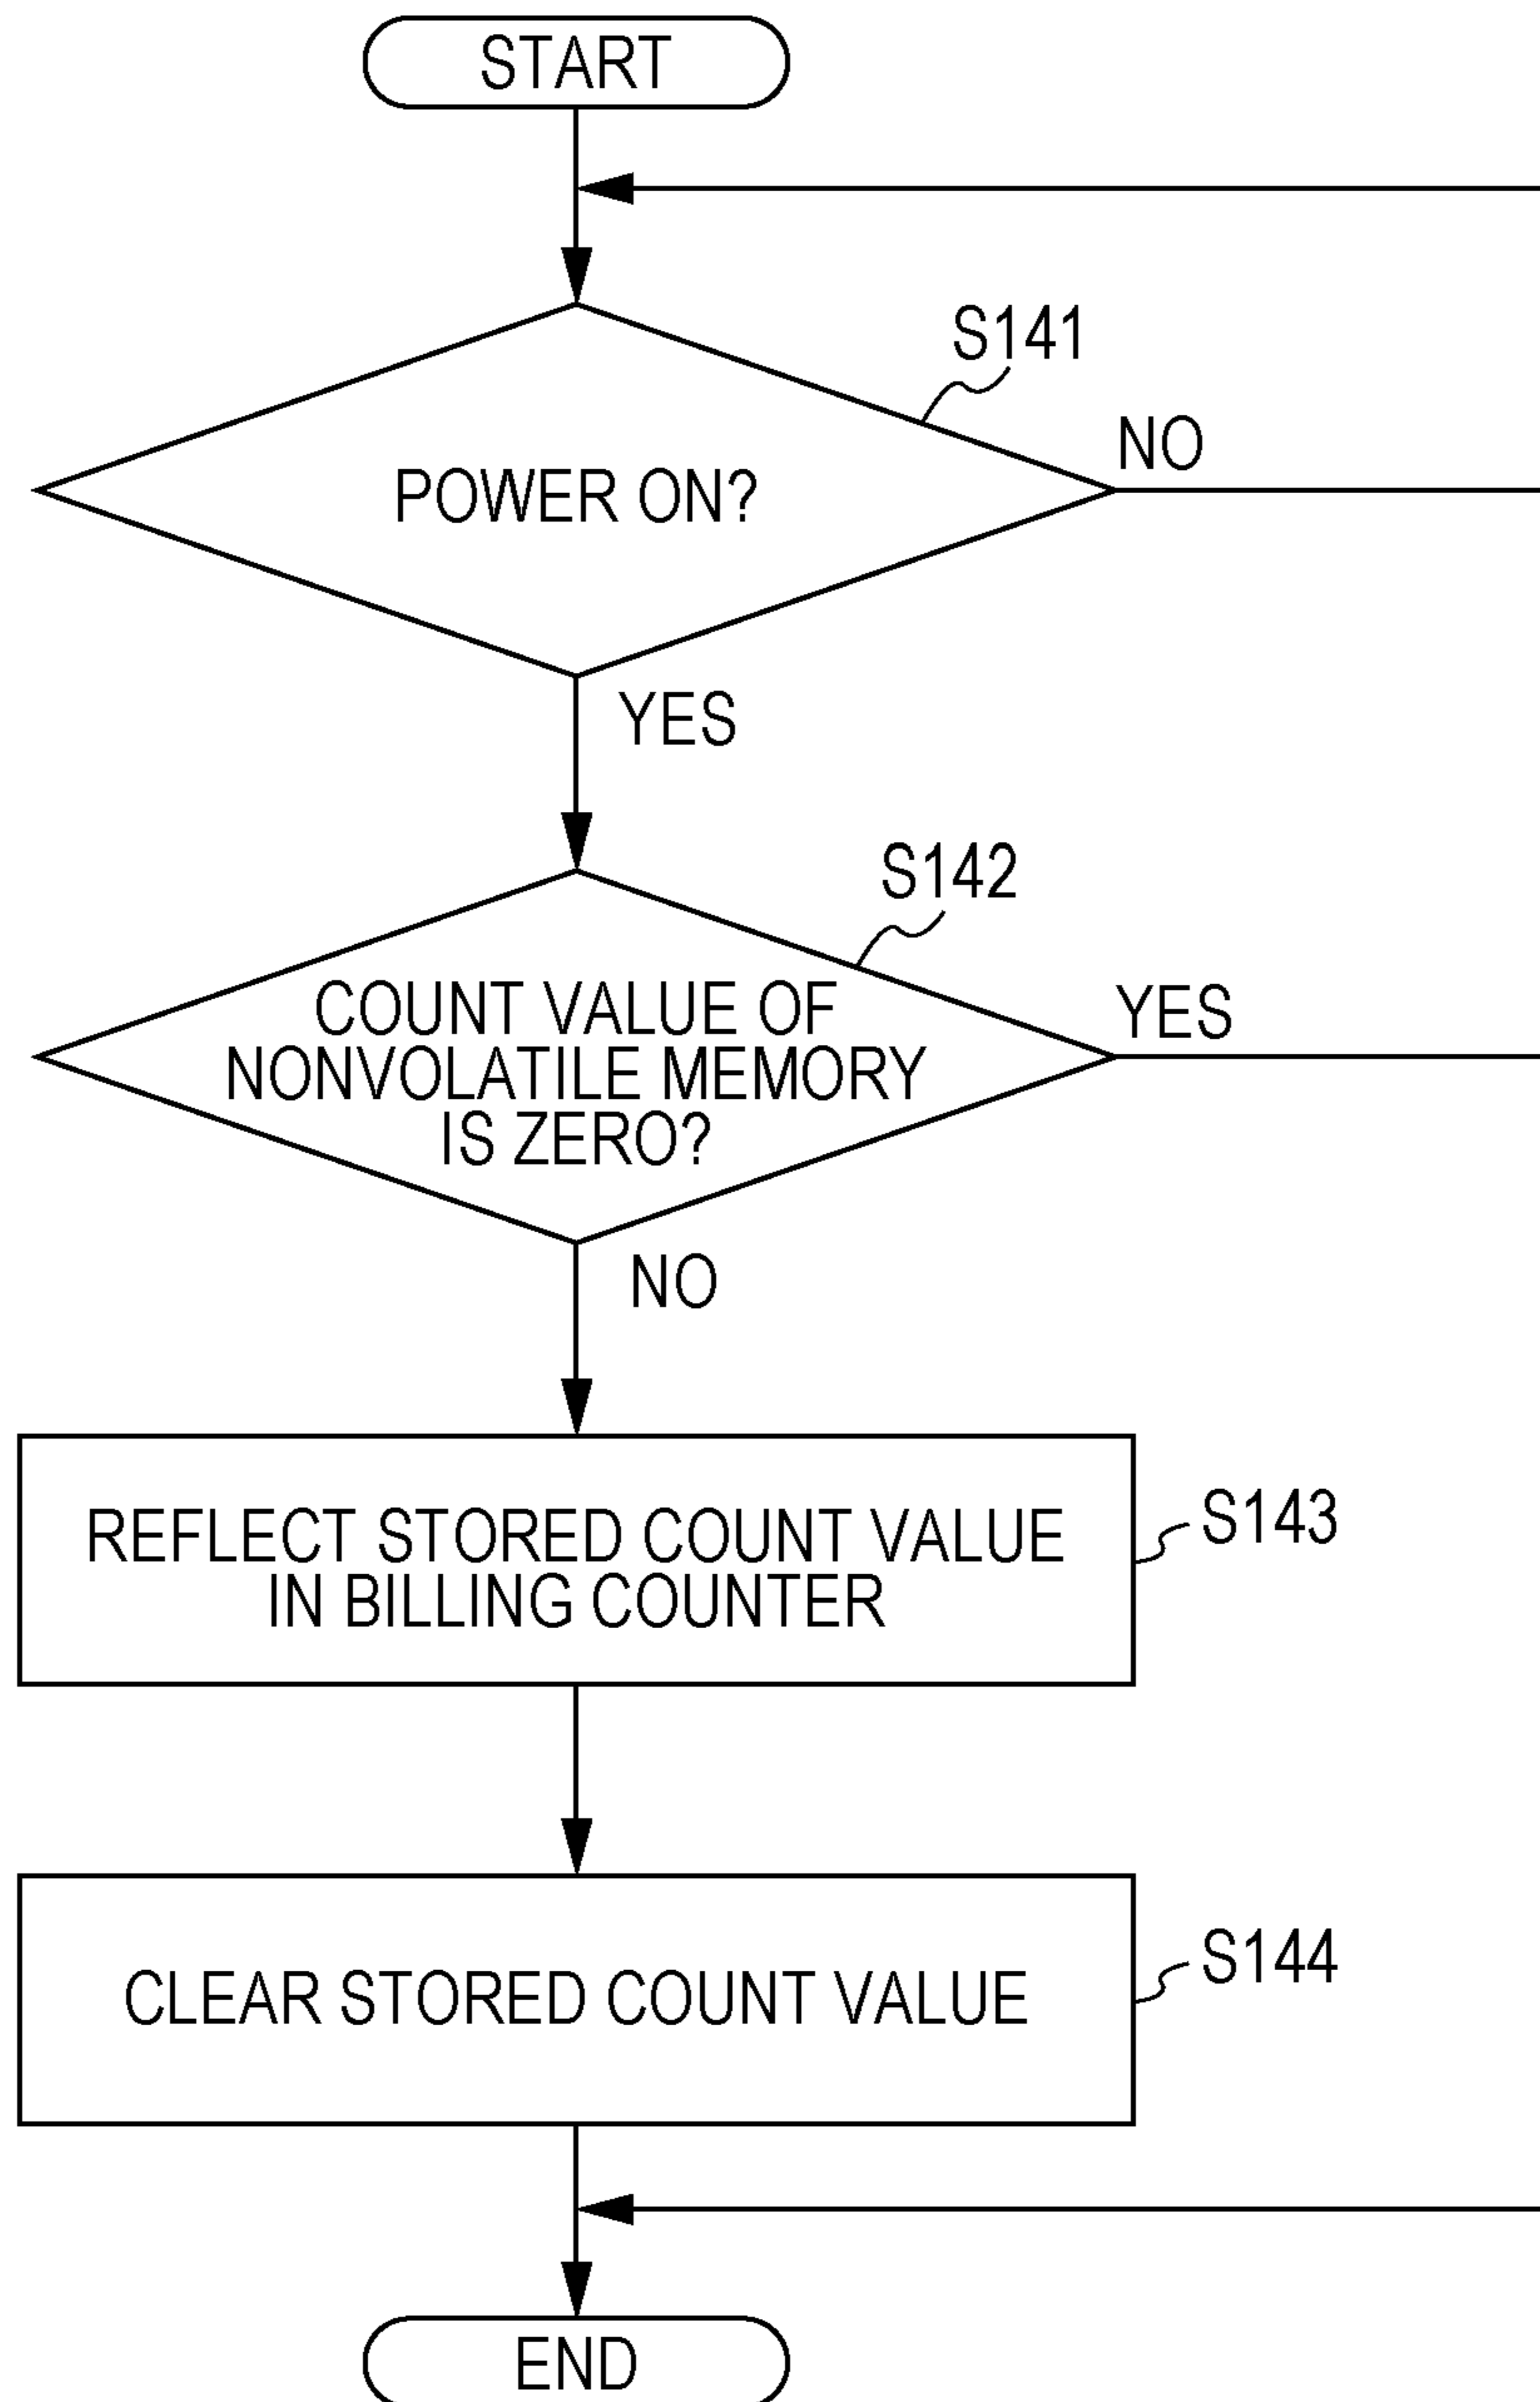 START
S141
NO
POWER ON?
YES
S142
YES
COUNT VALUE OF
NONVOLATILE MEMORY
IS ZERO?
NO
REFLECT STORED COUNT VALUE
IN BILLING COUNTER
S143
CLEAR STORED COUNT VALUE
S144
END